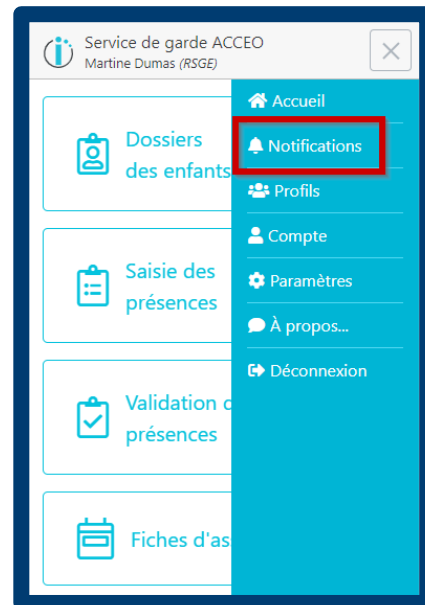 Service de garde ACCEO
Martine Dumas (RSGE)
Accueil
Notifications
Profils
Compte
Paramètres
À propos...
Déconnexion
Dossiers
des enfants
Saisie des
présences
Validation
présences
Fiches d'as